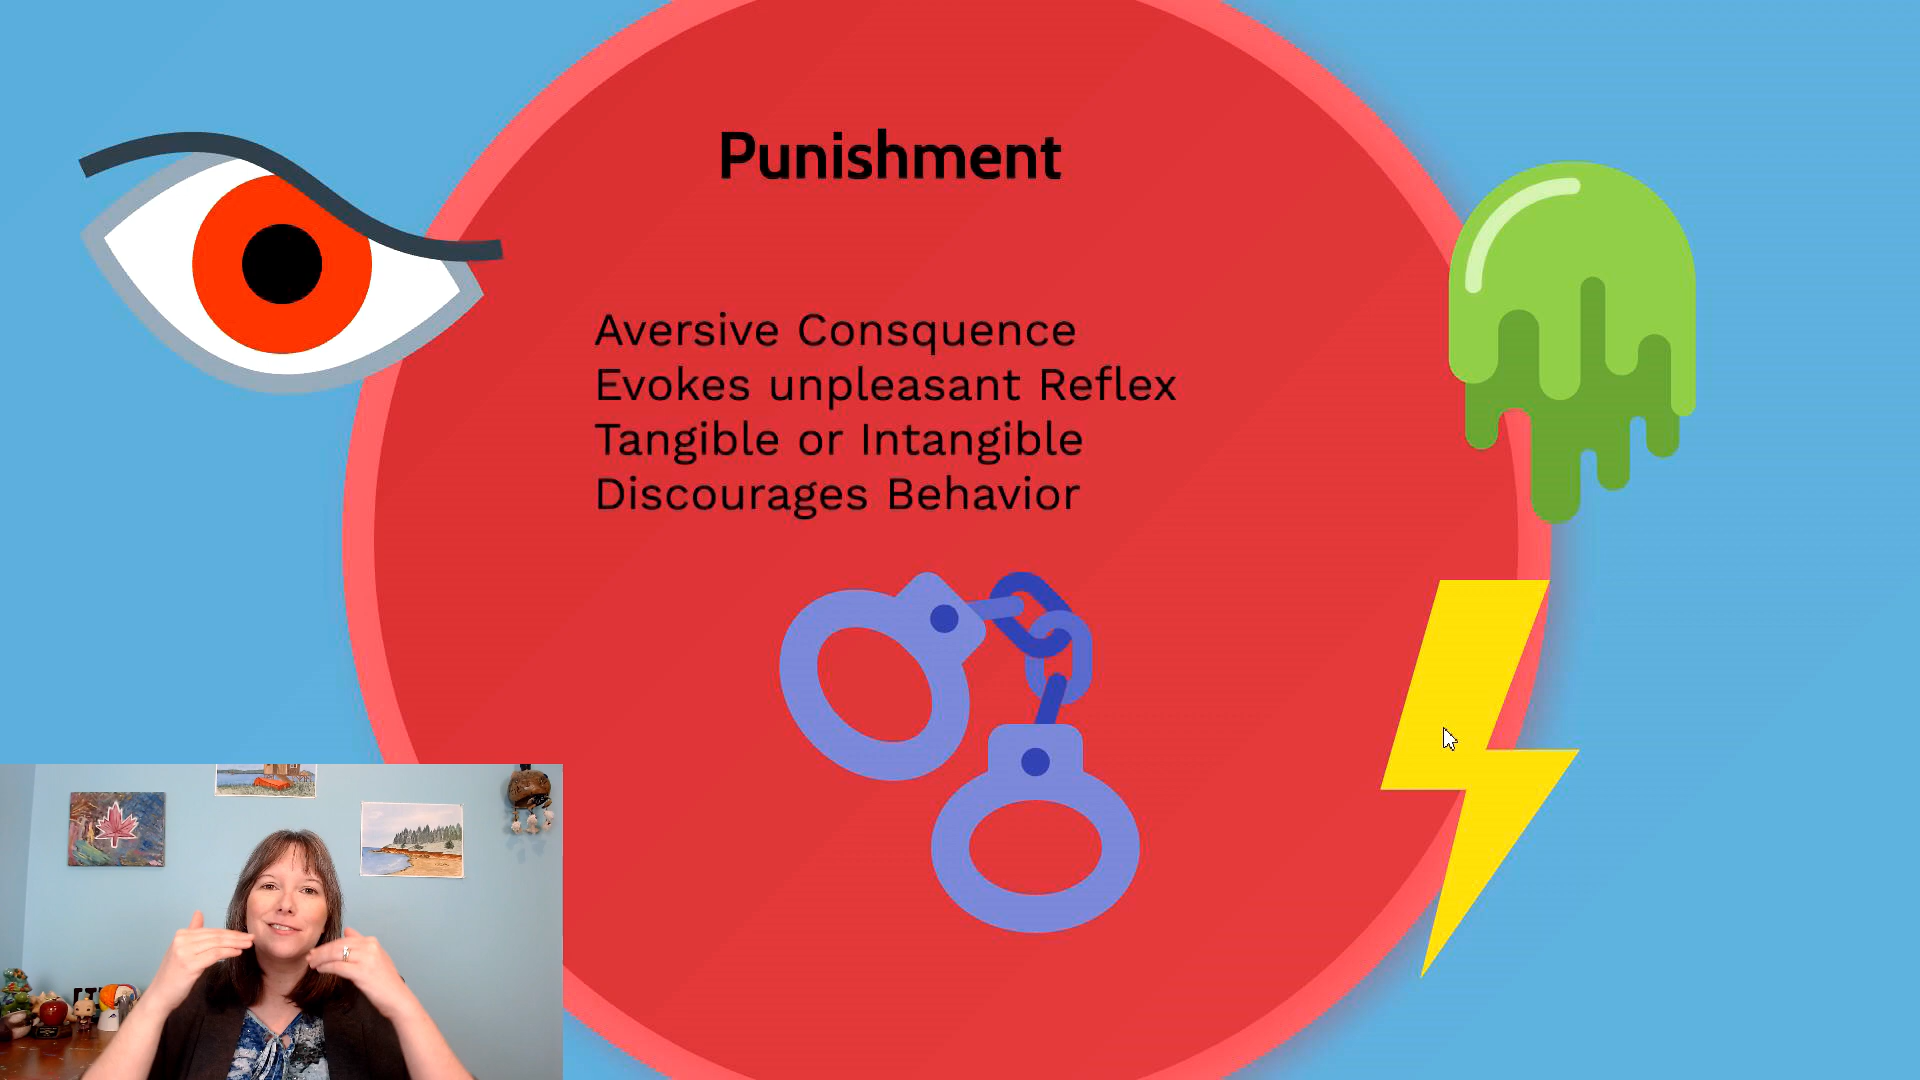 Punishment
Aversive Consquence
Evokes unpleasant Reflex
Tangible or Intangible
Discourages Behavior